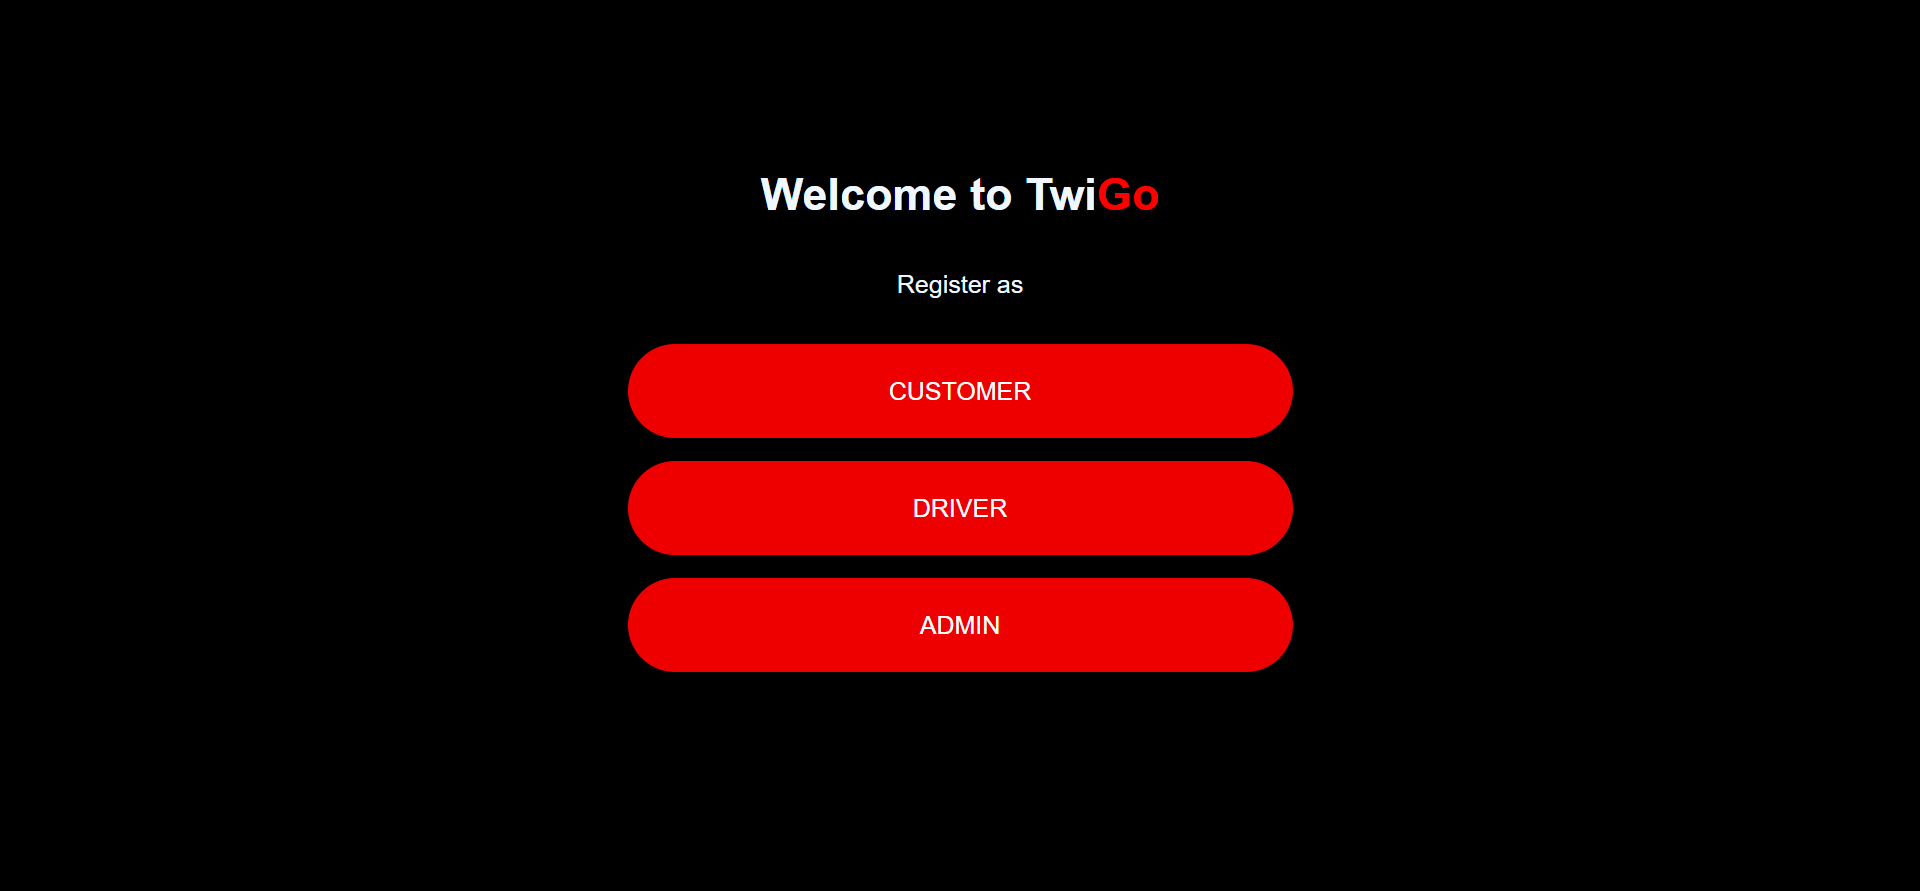 Welcome to TwiGo
Register as
CUSTOMER
DRIVER
ADMIN